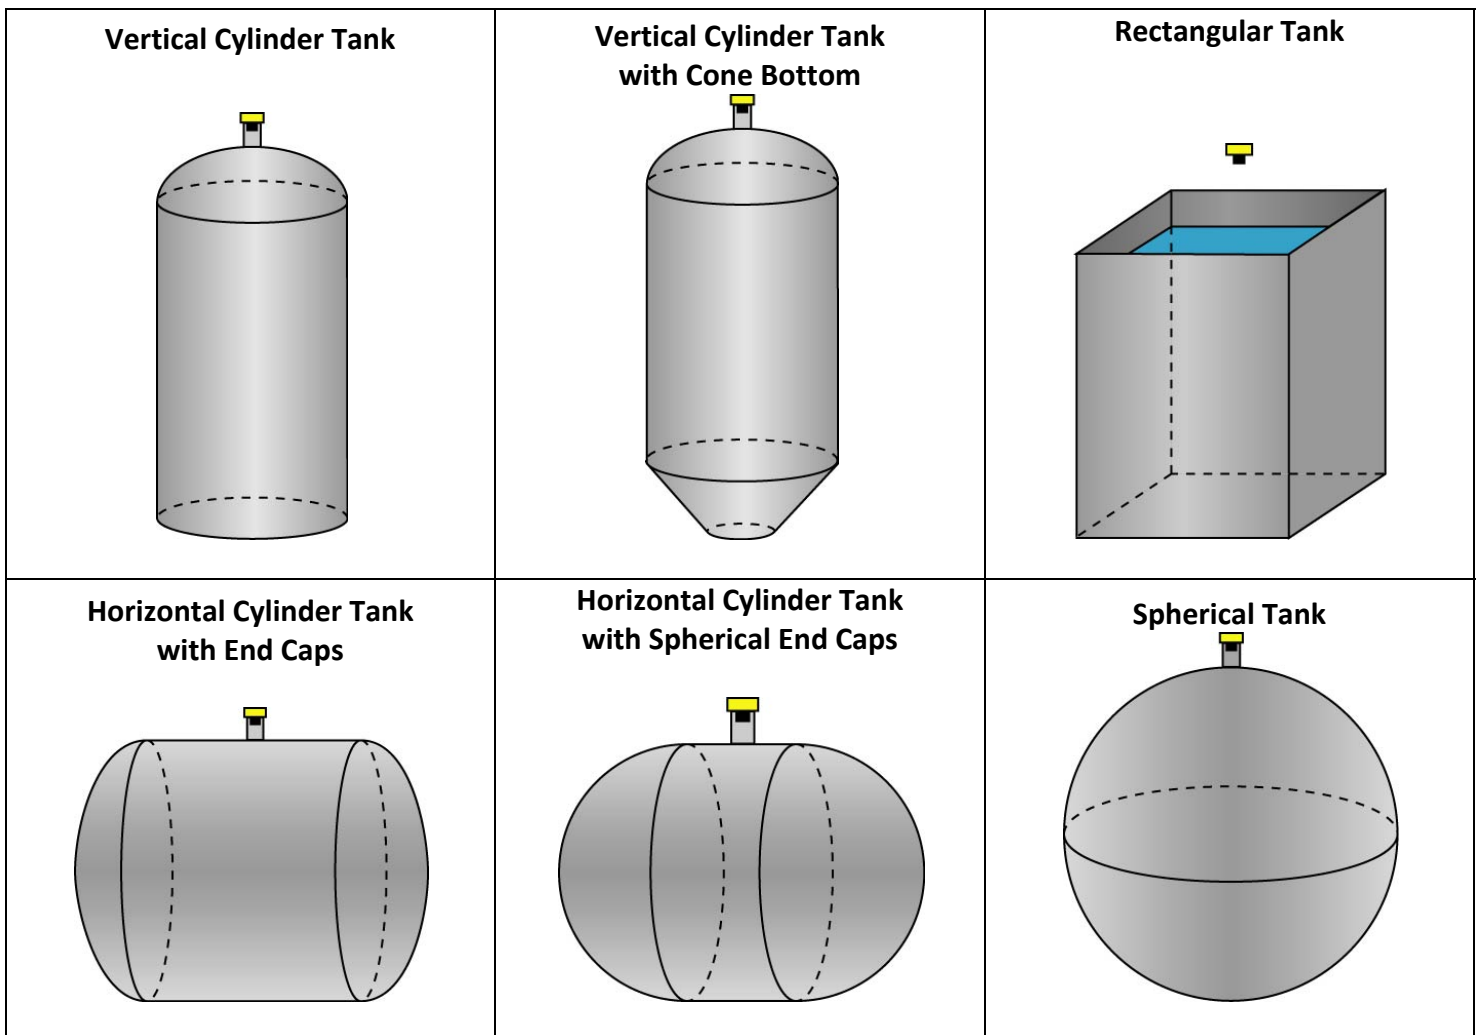 Vertical Cylinder Tank
Vertical Cylinder Tank
with Cone Bottom
Rectangular Tank
Horizontal Cylinder Tank
with End Caps
Horizontal Cylinder Tank
with Spherical End Caps
Spherical Tank